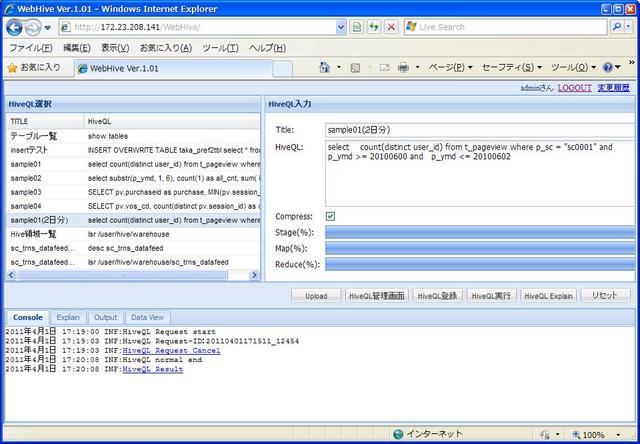 WebHive Ver.1.01 - Windows Internet Explorer
http://172.23.208.141/WebHive/
Live Search
ファイル(F) 編集(E) 表示(V) お気に入り(A) ツール(T) ヘルプ(H)
お気に入り WebHive Ver.1.01 ページ(P) セーフティ(S) ツール(O)
adminさん LOGOUT 変更履歴
HiveQL選択
TITLE HiveQL
テーブル一覧 show tables
insertテスト INSERT OVERWRITE TABLE taka_pref2tbl select * fro
sample01 select count(distinct user_id) from t_pageview where
sample02 select substr(p_ymd, 1, 6), count(1) as all_cnt, sum(
sample03 SELECT pv.purchaseid as purchase, MIN(pv.session_
sample04 SELECT pv.vos_cd, count(distinct pv.session_id) as c
sample01(2日分) select count(distinct user_id) from t_pageview where
Hive領域一覧 lsr /user/hive/warehouse
sc_trns_datafeed... desc sc_trns_datafeed
sc_trns_datafeed... lsr /user/hive/warehouse/sc_trns_datafeed
HiveQL入力
Title: sample01(2日分)
HiveQL: select count(distinct user_id) from t_pageview where p_sc = "sc0001" and
p_ymd >= 20100600 and p_ymd <= 20100602
Compress:
Stage(%):
Map(%):
Reduce(%):
Upload HiveQL管理画面 HiveQL登録 HiveQL実行 HiveQL Explain リセット
Console Explain Output Data View
2011年4月1日 17:19:00 INF:HiveQL Request start
2011年4月1日 17:19:03 INF:HiveQL Request-ID:20110401171511_12454
2011年4月1日 17:19:03 INF:HiveQL Request Cancel
2011年4月1日 17:20:08 INF:HiveQL normal end
2011年4月1日 17:20:08 INF:HiveQL Result
インターネット 100%